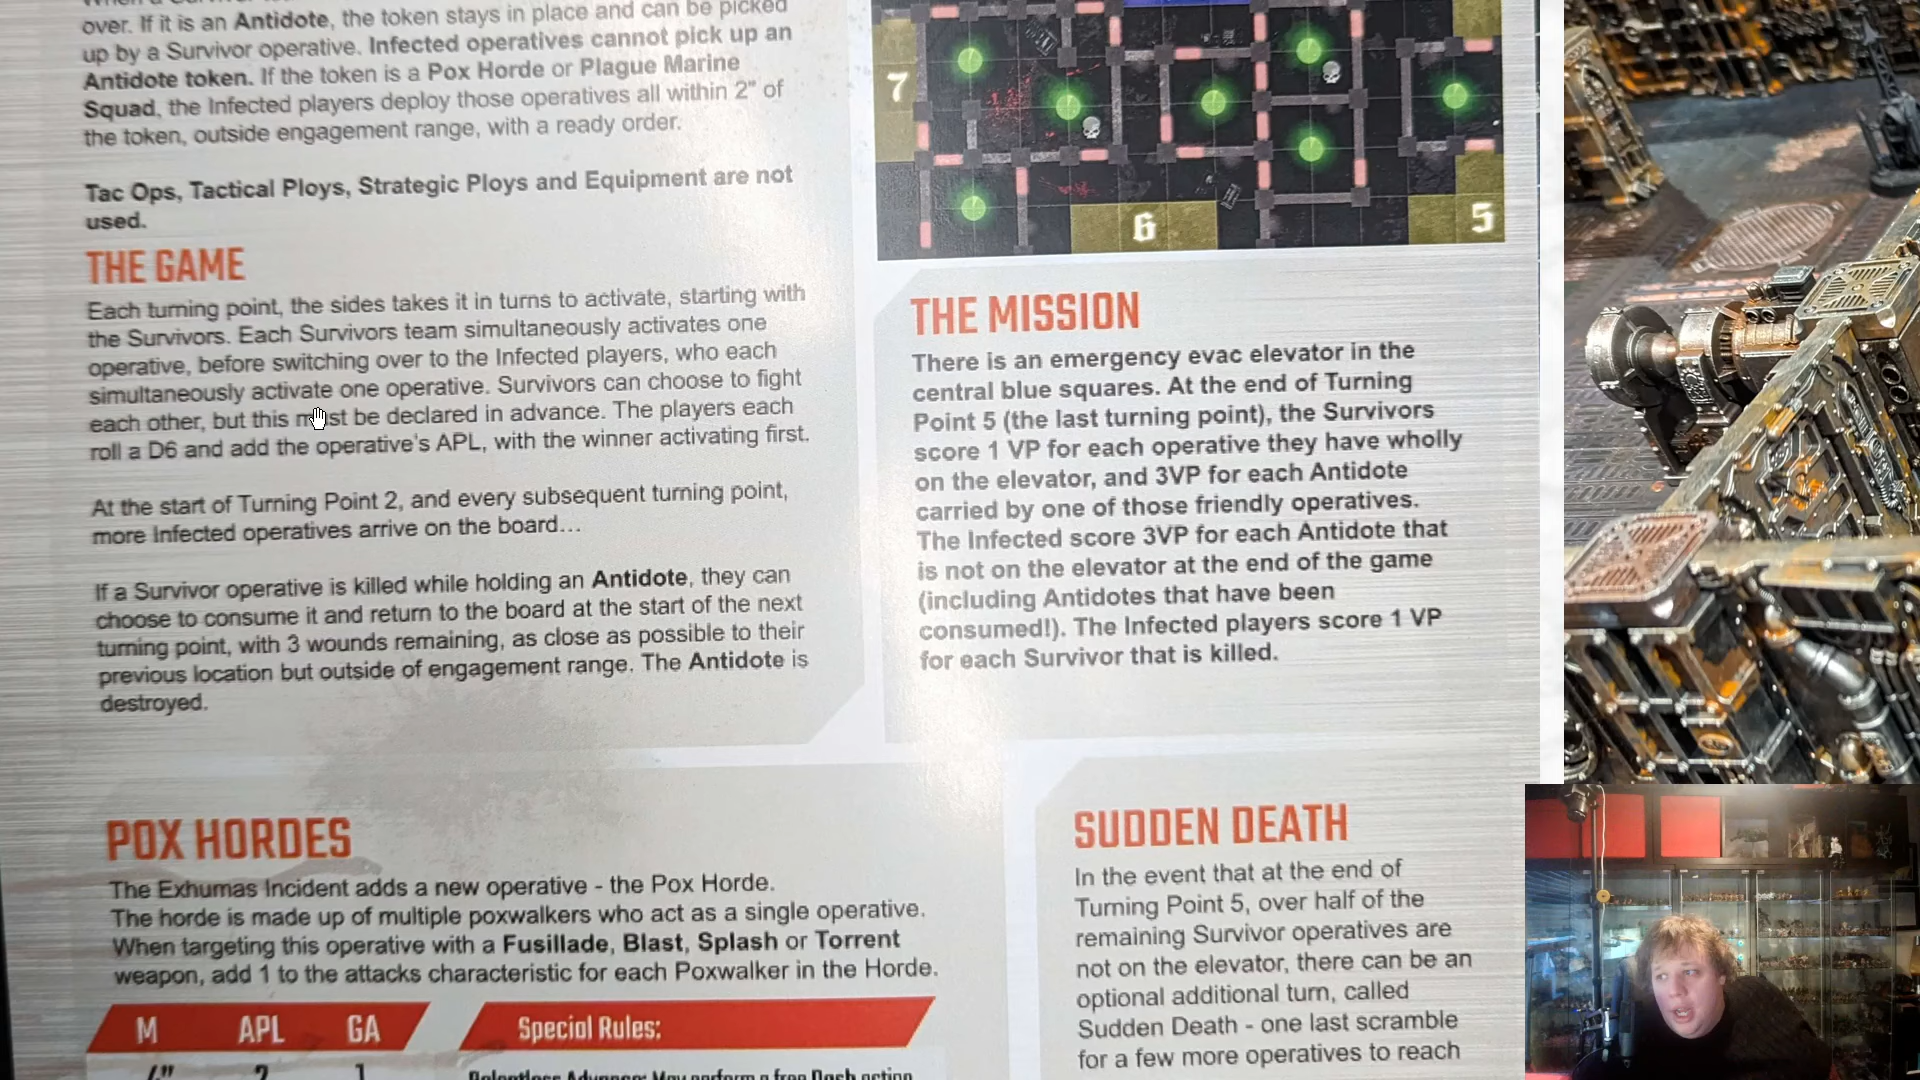 over. If it is an Antidote, the token stays in place and can be picked
up by a Survivor operative. Infected operatives cannot pick up an
Antidote token. If the token is a Pox Horde or Plague Marine
Squad, the Infected players deploy those operatives all within 2" of
the token, outside engagement range, with a ready order.
Tac Ops, Tactical Ploys, Strategic Ploys and Equipment are not
used.
THE GAME
Each turning point, the sides takes it in turns to activate, starting with
the Survivors. Each Survivors team simultaneously activates one
operative, before switching over to the Infected players, who each
simultaneously activate one operative. Survivors can choose to fight
each other, but this must be declared in advance. The players each
roll a D6 and add the operative's APL, with the winner activating first.
At the start of Turning Point 2, and every subsequent turning point,
more Infected operatives arrive on the board...
If a Survivor operative is killed while holding an Antidote, they can
choose to consume it and return to the board at the start of the next
turning point, with 3 wounds remaining, as close as possible to their
previous location but outside of engagement range. The Antidote is
destroyed.
7
6
5
THE MISSION
There is an emergency evac elevator in the
central blue squares. At the end of Turning
Point 5 (the last turning point), the Survivors
score 1 VP for each operative they have wholly
on the elevator, and 3VP for each Antidote
carried by one of those friendly operatives.
The Infected score 3VP for each Antidote that
is not on the elevator at the end of the game
(including Antidotes that have been
consumed!). The Infected players score 1 VP
for each Survivor that is killed.
POX HORDES
The Exhumas Incident adds a new operative - the Pox Horde.
The horde is made up of multiple poxwalkers who act as a single operative.
When targeting this operative with a Fusillade, Blast, Splash or Torrent
weapon, add 1 to the attacks characteristic for each Poxwalker in the Horde.
M APL GA
4" 2 1
Special Rules:
Relentless Advance: May perform a free Dash action
SUDDEN DEATH
In the event that at the end of
Turning Point 5, over half of the
remaining Survivor operatives are
not on the elevator, there can be an
optional additional turn, called
Sudden Death - one last scramble
for a few more operatives to reach